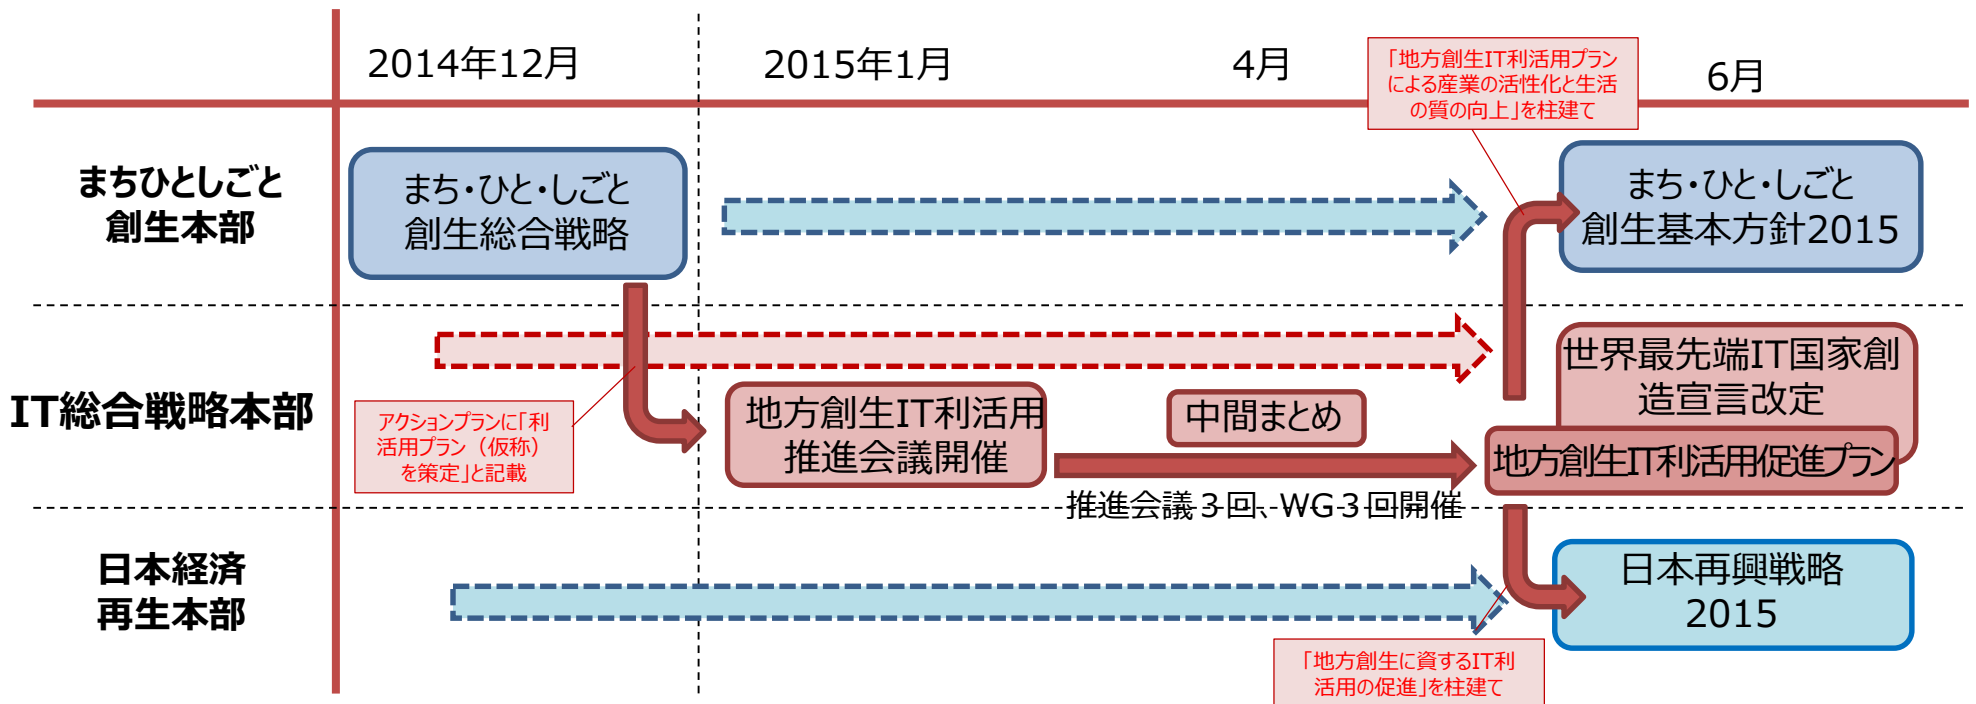 2014年12月
2015年1月
4月
6月
「地方創生IT利活用プラン
による産業の活性化と生活
の質の向上」を柱建て
まちひとしごと
創生本部
まち・ひと・しごと
創生総合戦略
まち・ひと・しごと
創生基本方針2015
IT総合戦略本部
アクションプランに「利
活用プラン（仮称）
を策定」と記載
地方創生IT利活用
推進会議開催
中間まとめ
推進会議３回、WG３回開催
世界最先端IT国家創
造宣言改定
地方創生IT利活用促進プラン
日本経済
再生本部
日本再興戦略
2015
「地方創生に資するIT利
活用の促進」を柱建て